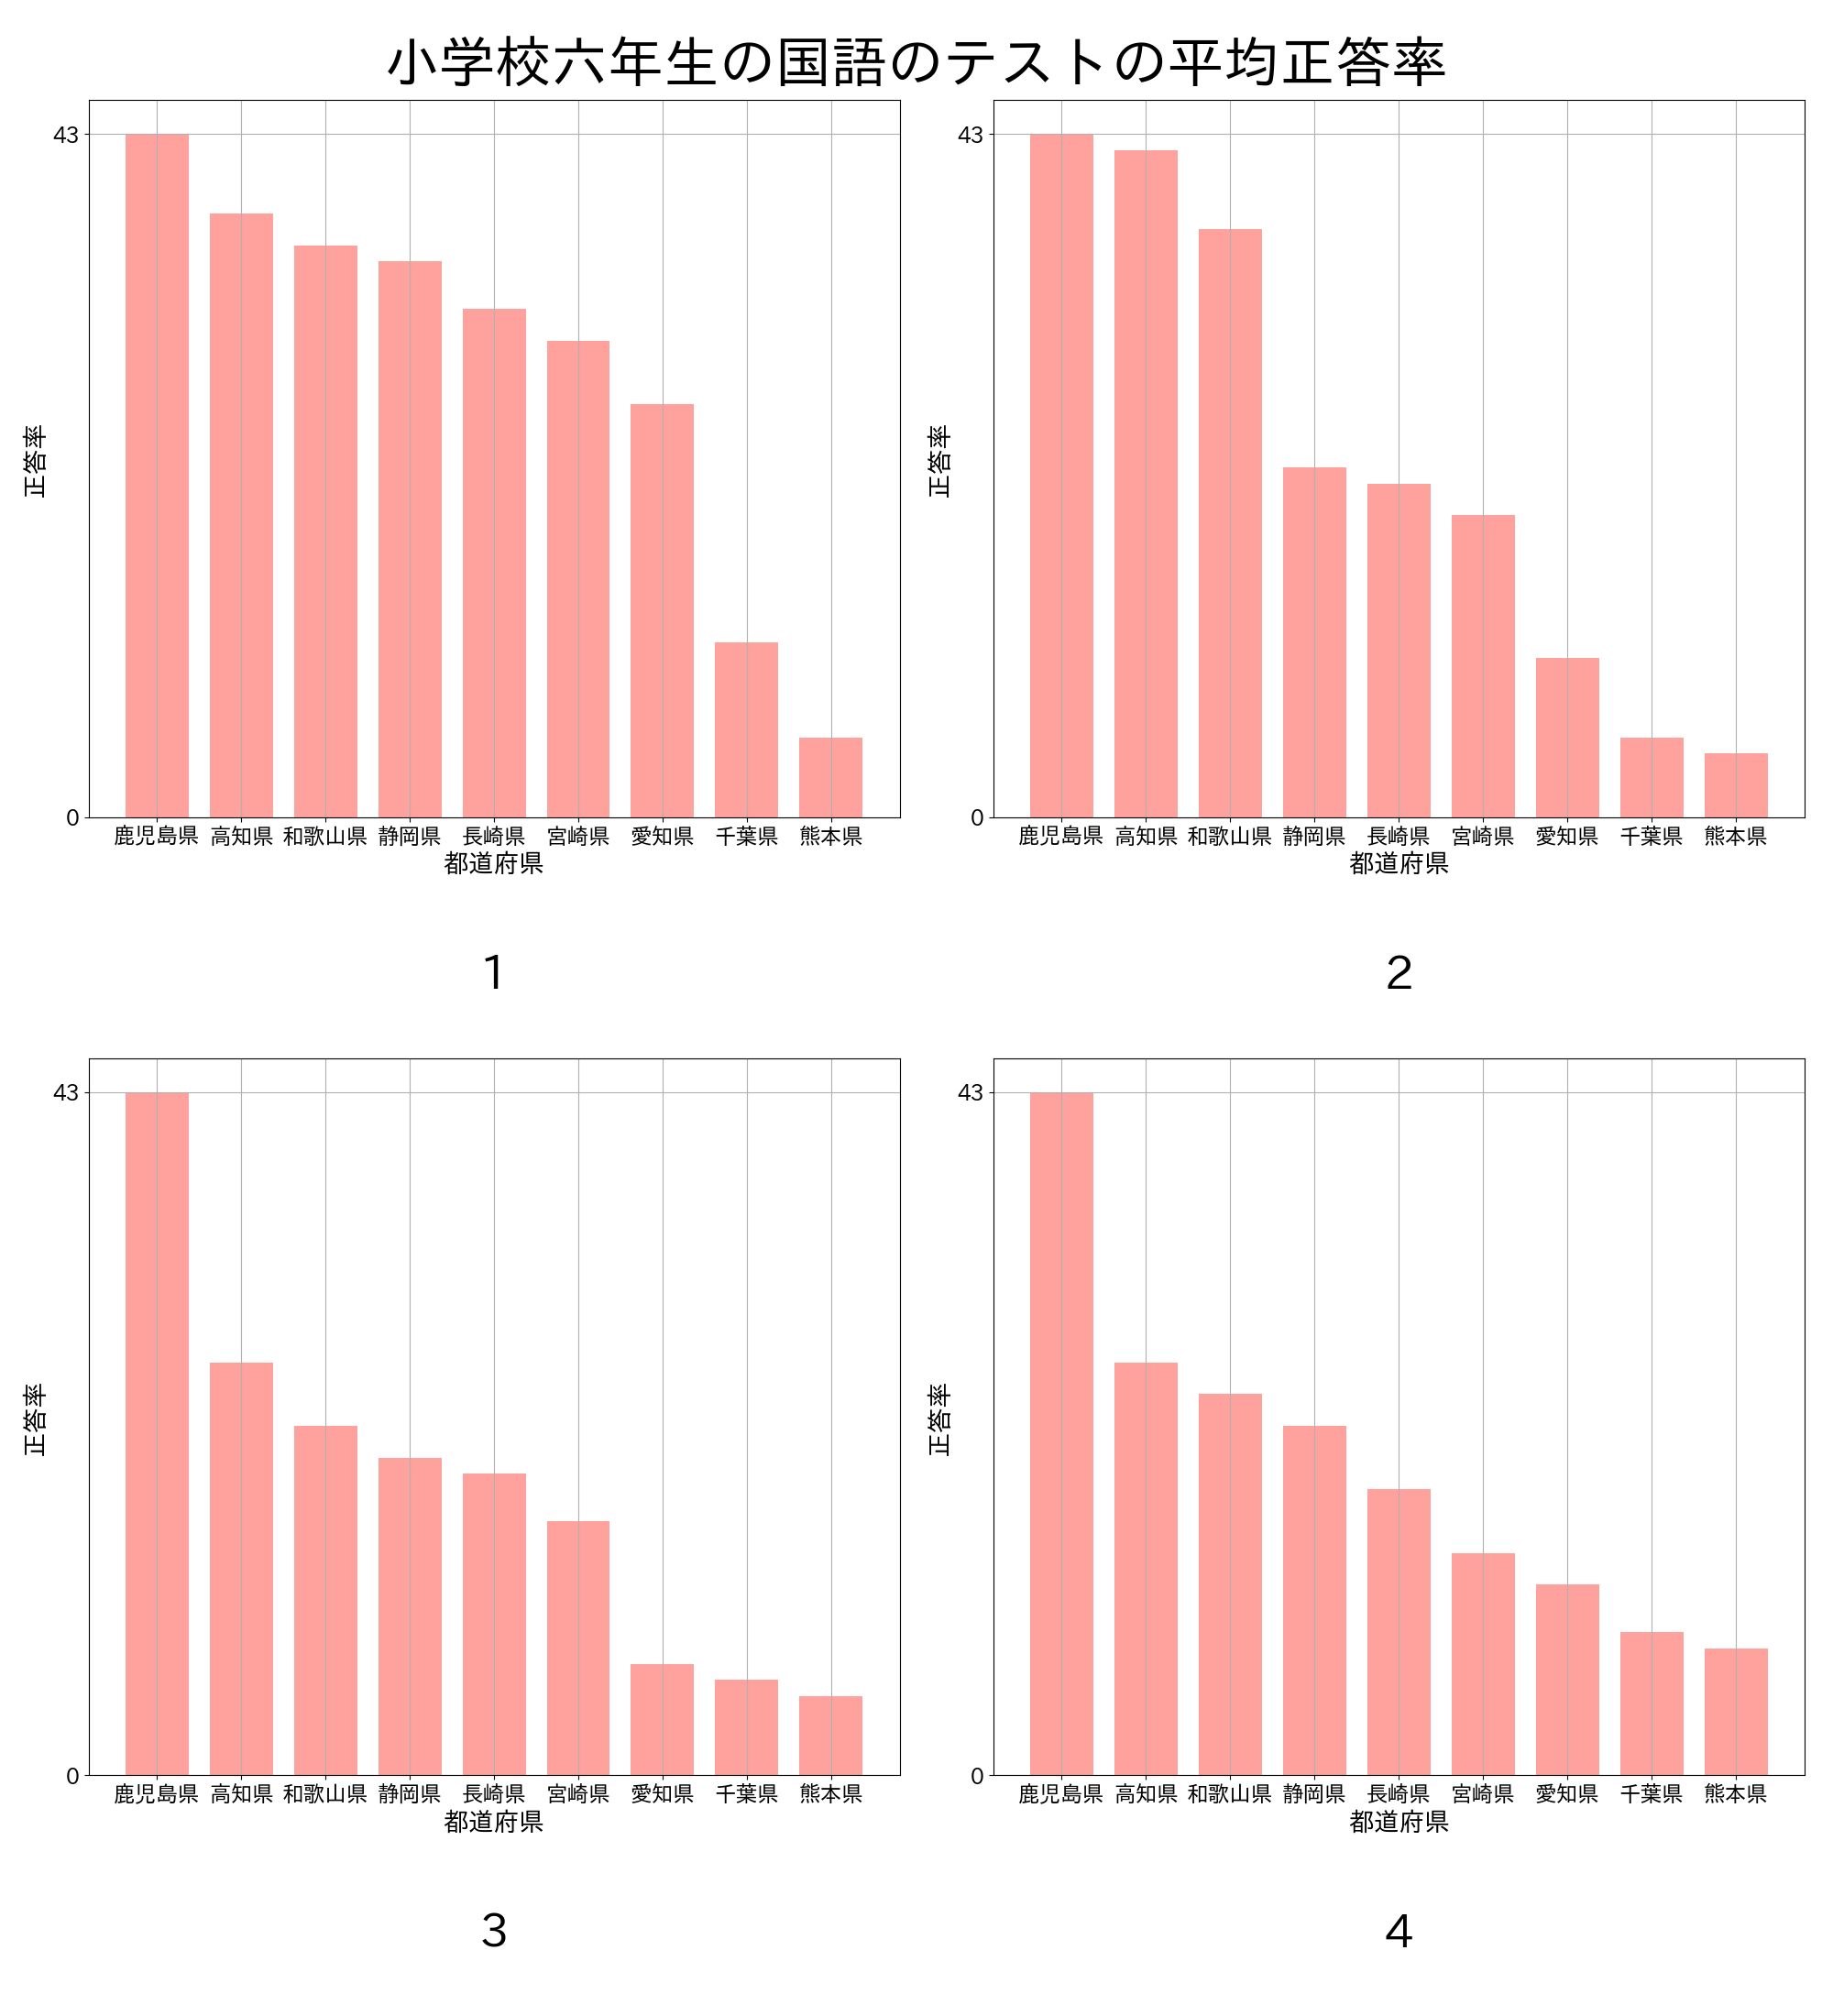 小学校六年生の国語のテストの平均正答率
43
0
正答率
鹿児島県 高知県 和歌山県 静岡県 長崎県 宮崎県 愛知県 千葉県 熊本県
都道府県
1
43
0
正答率
鹿児島県 高知県 和歌山県 静岡県 長崎県 宮崎県 愛知県 千葉県 熊本県
都道府県
2
43
0
正答率
鹿児島県 高知県 和歌山県 静岡県 長崎県 宮崎県 愛知県 千葉県 熊本県
都道府県
3
43
0
正答率
鹿児島県 高知県 和歌山県 静岡県 長崎県 宮崎県 愛知県 千葉県 熊本県
都道府県
4